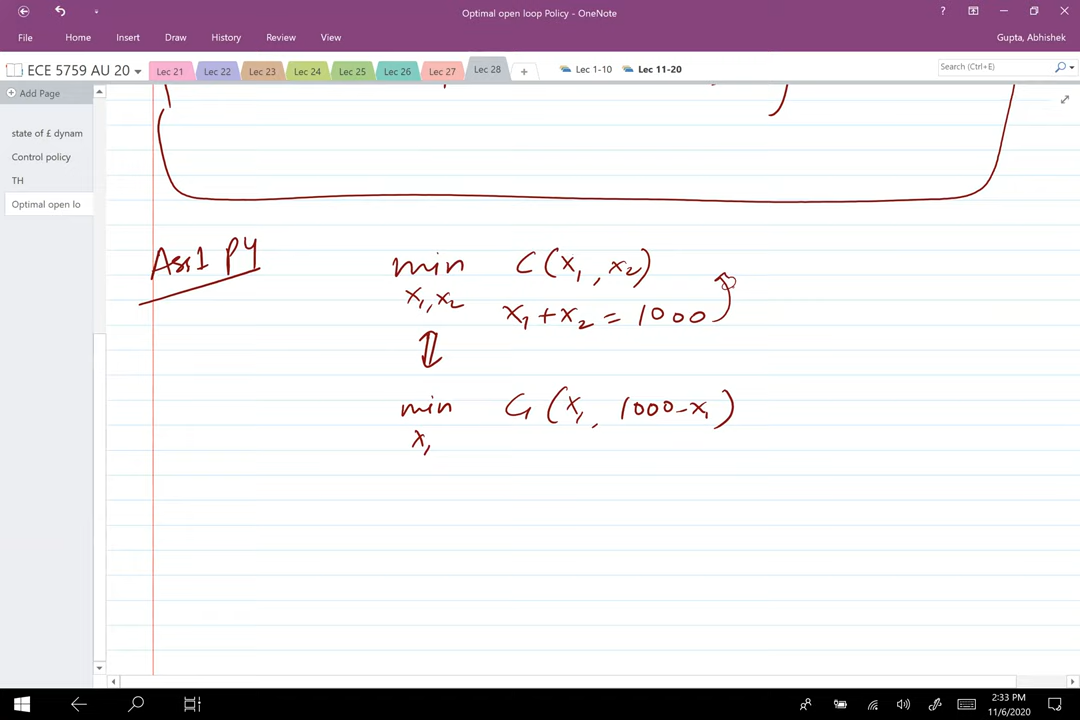 Optimal open loop Policy - OneNote
?
File Home Insert Draw History Review View
Gupta, Abhishek
ECE 5759 AU 20
Lec 21 Lec 22 Lec 23 Lec 24 Lec 25 Lec 26 Lec 27 Lec 28 + Lec 1-10 Lec 11-20
Search (Ctrl+E)
Add Page
state of £ dynam
Control policy
TH
Optimal open lo
Ass1 P4
min C(x₁, x₂)
x₁, x₂ x₁ + x₂ = 1000
⇕
min C(x₁, 1000-x₁)
x₁
2:33 PM
11/6/2020